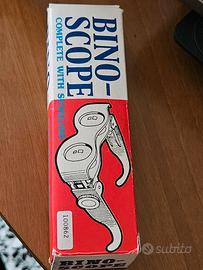 BINO-
SCOPE
COMPLETE WITH
100862
BINO-
SCOPE
subito